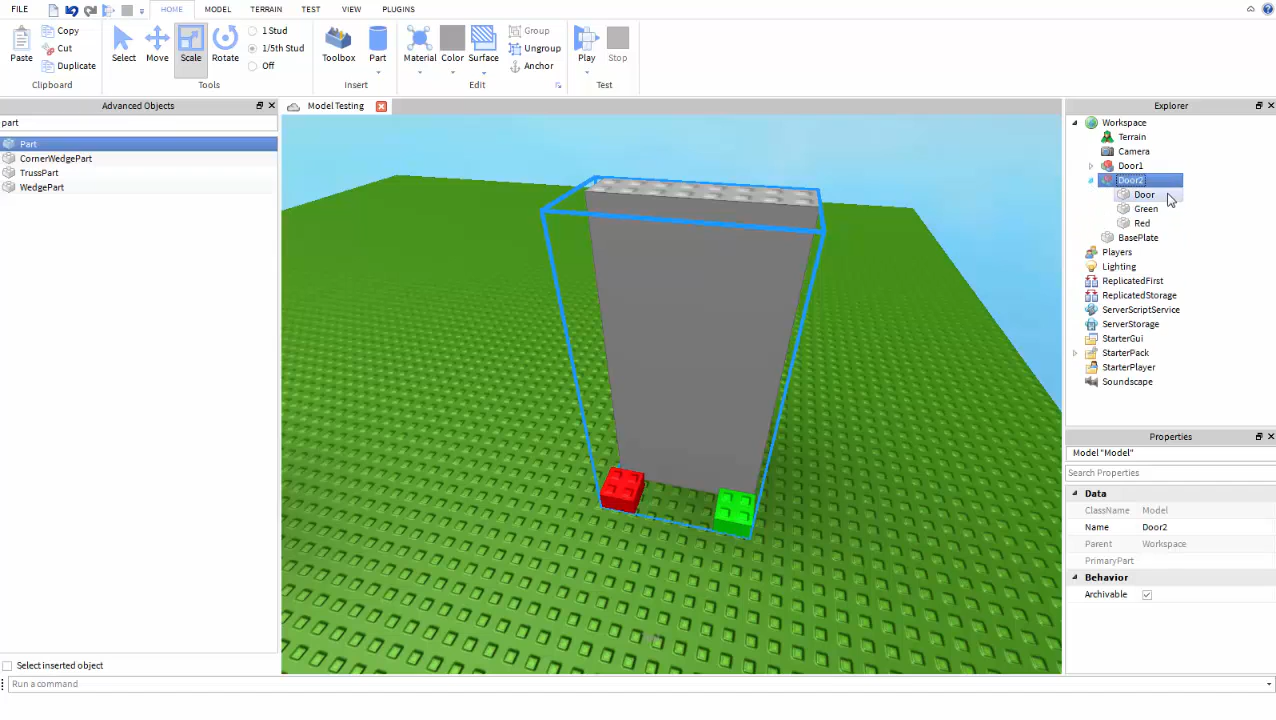 FILE HOME MODEL TERRAIN TEST VIEW PLUGINS
Paste
Copy
Cut
Duplicate
Clipboard
Select
Move
Scale
Rotate
1 Stud
1/5th Stud
Off
Tools
Toolbox
Part
Insert
Material
Color
Surface
Group
Ungroup
Anchor
Edit
Play
Stop
Test
Advanced Objects
part
Part
CornerWedgePart
TrussPart
WedgePart
Select inserted object
Run a command
Model Testing
Explorer
Workspace
Terrain
Camera
Door1
Door2
Door
Green
Red
BasePlate
Players
Lighting
ReplicatedFirst
ReplicatedStorage
ServerScriptService
ServerStorage
StarterGui
StarterPack
StarterPlayer
Soundscape
Properties
Model "Model"
Search Properties
Data
ClassName Model
Name Door2
Parent Workspace
PrimaryPart
Behavior
Archivable